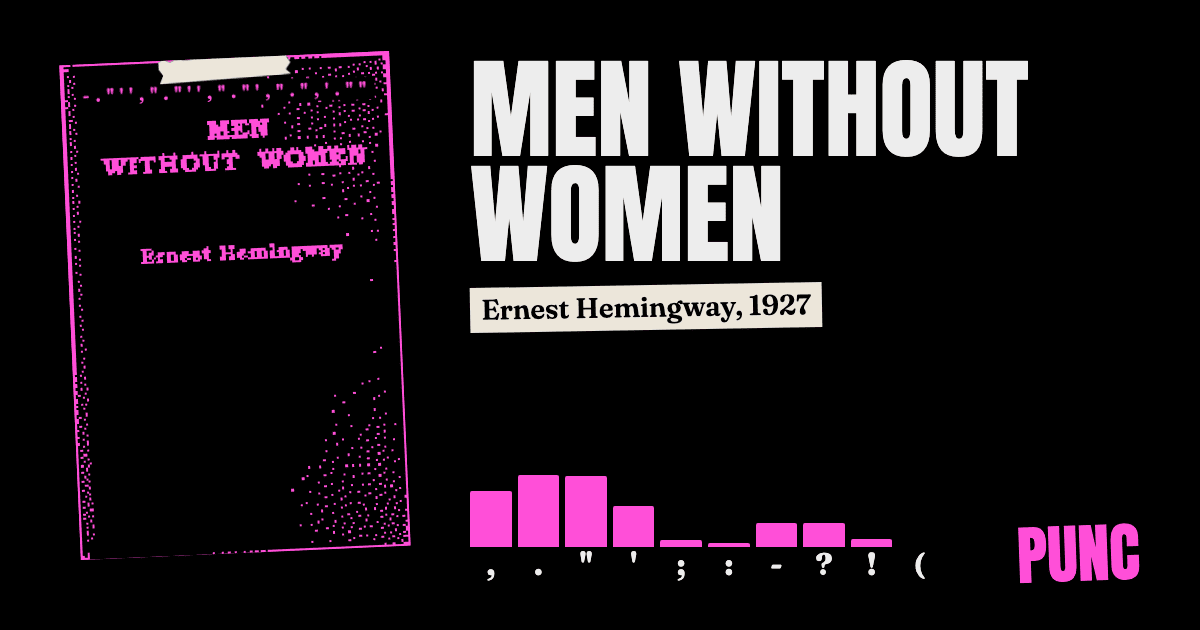 -."'',"."'',"."',".",'.""
MEN
WITHOUT WOMEN
Ernest Hemingway
MEN WITHOUT
WOMEN
Ernest Hemingway, 1927
, . " ' ; : - ? ! (
PUNC